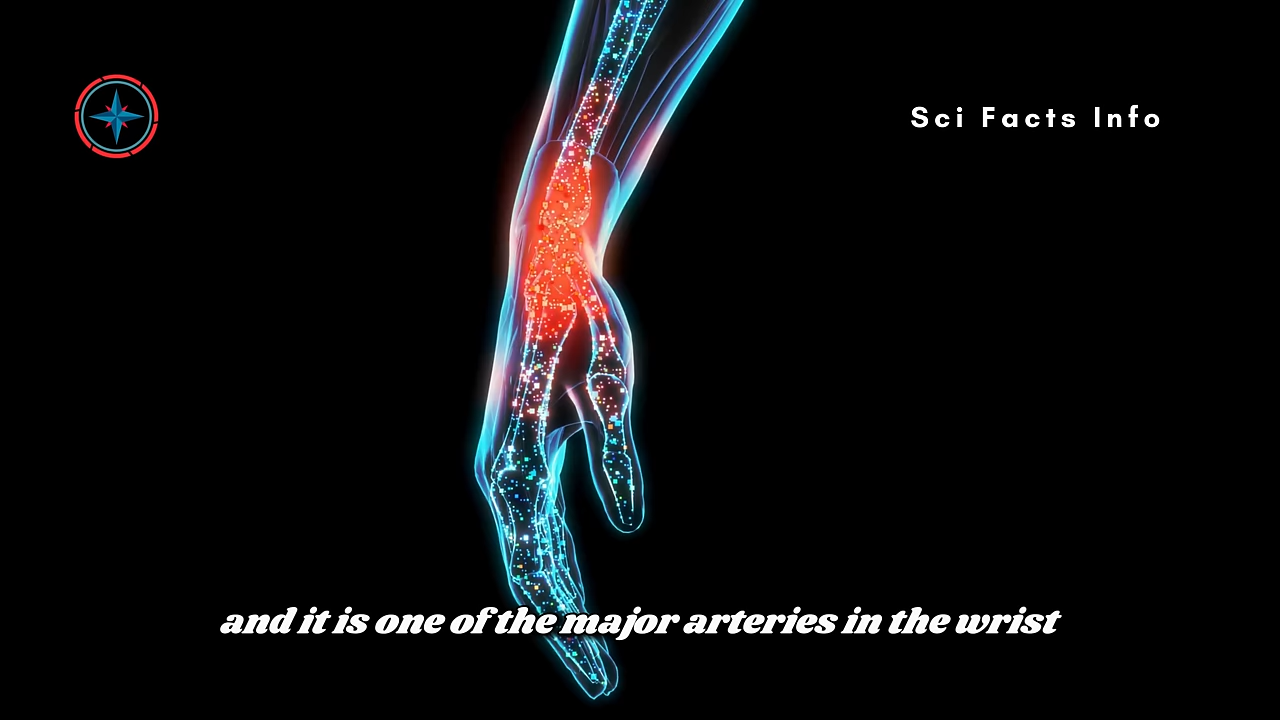 Sci Facts Info
and it is one of the major arteries in the wrist